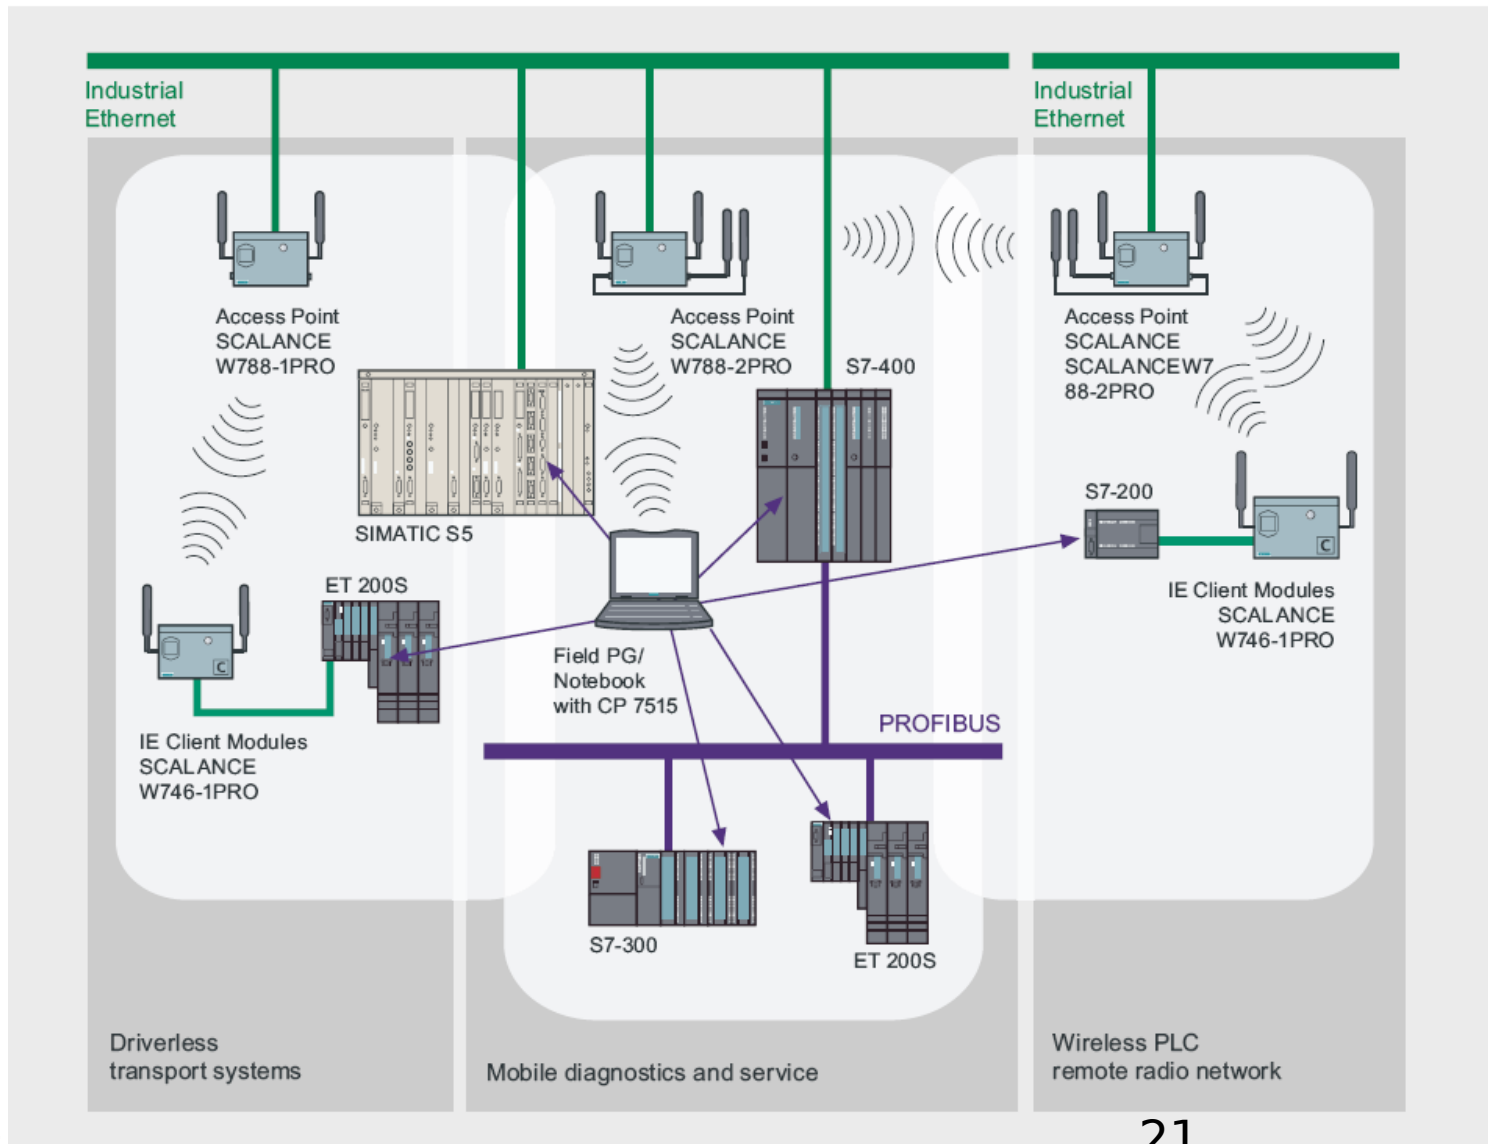 Industrial
Ethernet
Industrial
Ethernet
Access Point
SCALANCE
W788-1PRO
Access Point
SCALANCE
W788-2PRO
S7-400
Access Point
SCALANCE
SCALANCEW7
88-2PRO
SIMATIC S5
S7-200
ET 200S
C
IE Client Modules
SCALANCE
W746-1PRO
C
Field PG/
Notebook
with CP 7515
PROFIBUS
IE Client Modules
SCALANCE
W746-1PRO
S7-300
ET 200S
Driverless
transport systems
Mobile diagnostics and service
Wireless PLC
remote radio network
21